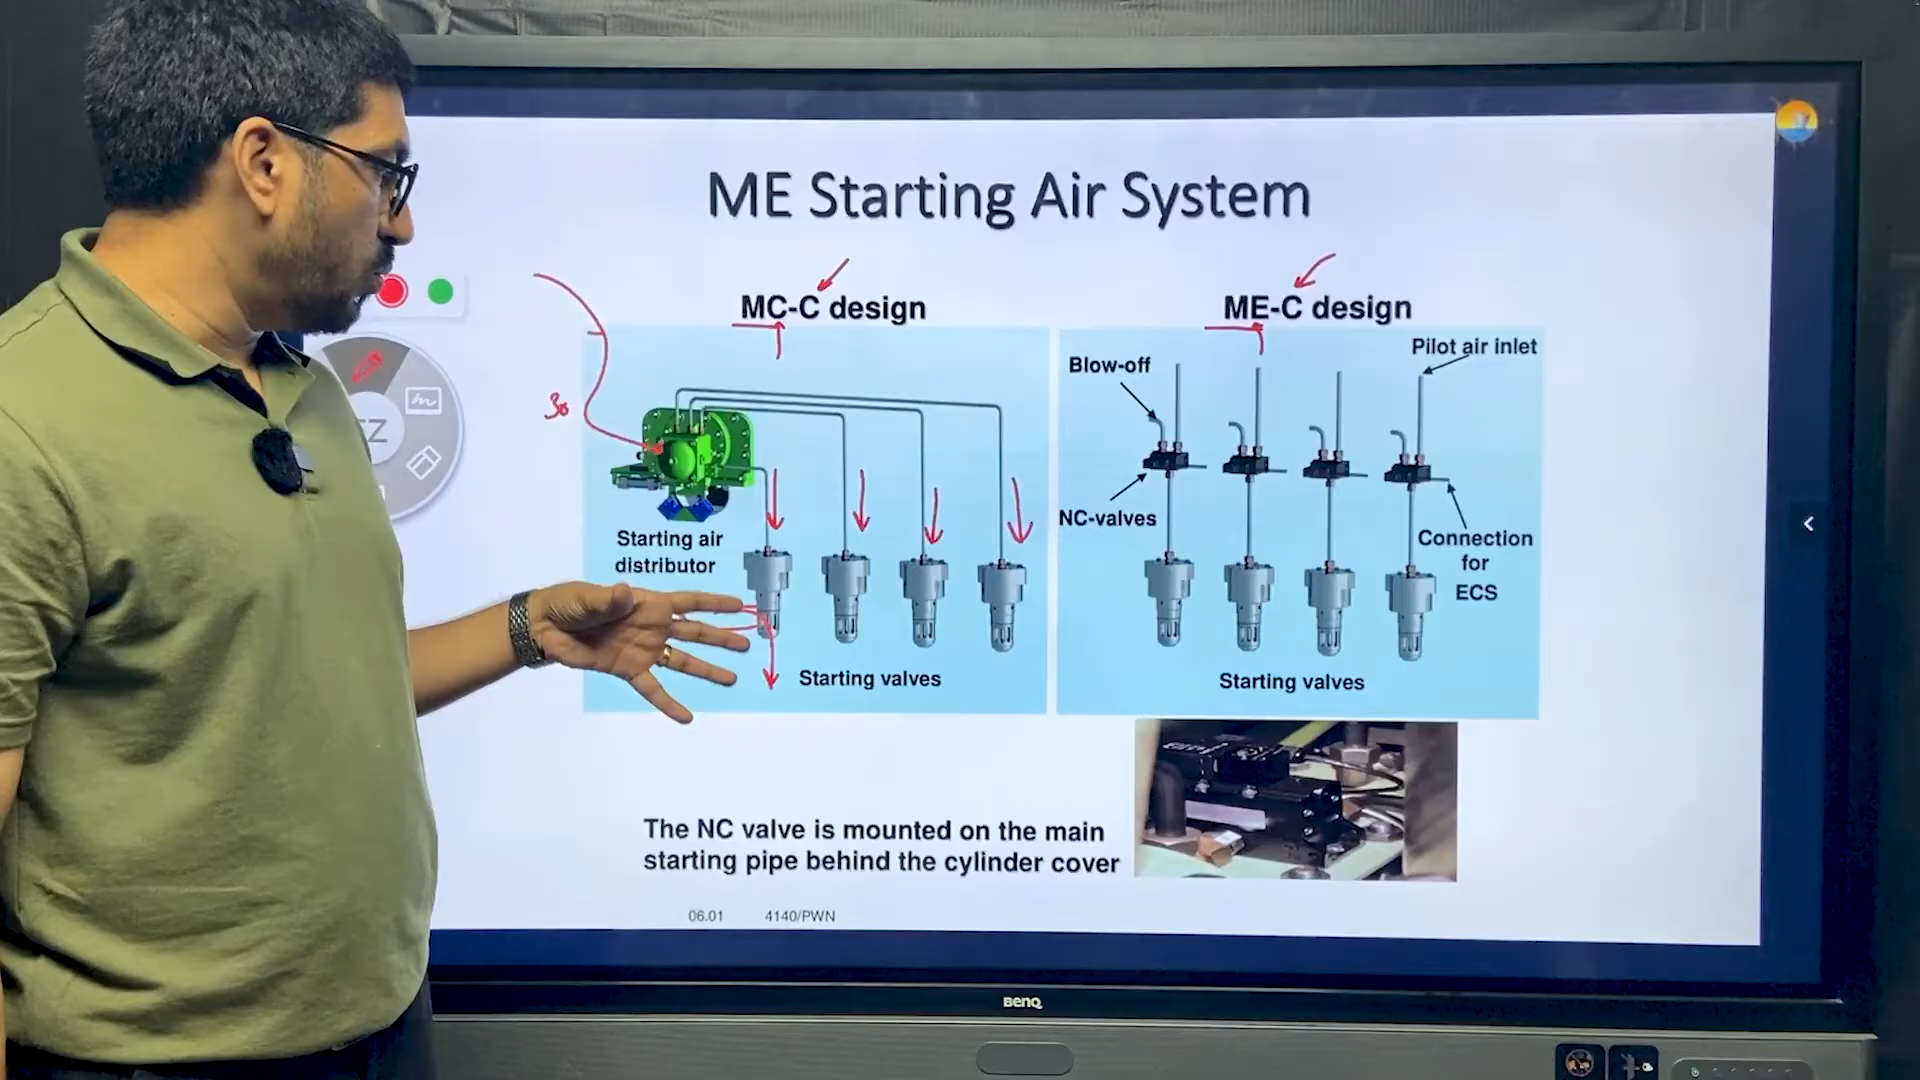 ME Starting Air System
MC-C design
ME-C design
Blow-off
Pilot air inlet
30
NC-valves
Starting air
distributor
Connection
for
ECS
Starting valves
Starting valves
The NC valve is mounted on the main
starting pipe behind the cylinder cover
06.01 4140/PWN
BenQ